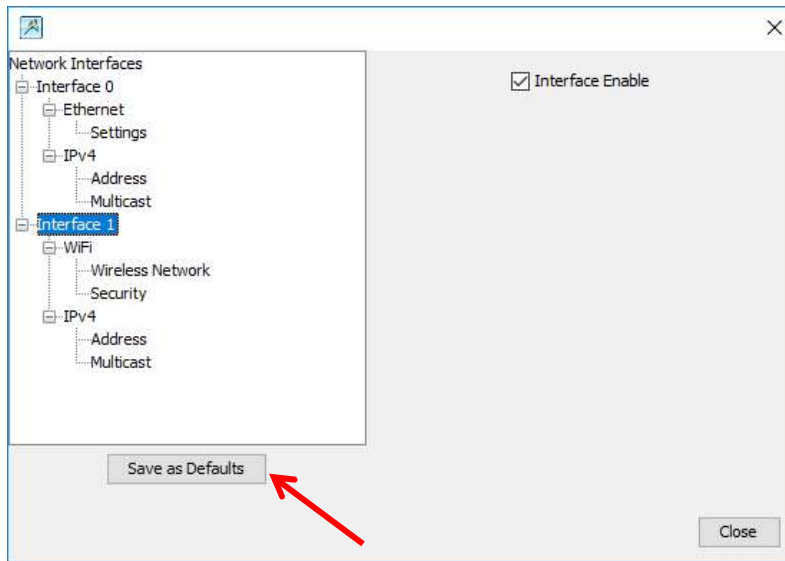 Network Interfaces
Interface 0
Ethernet
Settings
IPv4
Address
Multicast
Interface 1
WiFi
Wireless Network
Security
IPv4
Address
Multicast
Interface Enable
Save as Defaults
Close